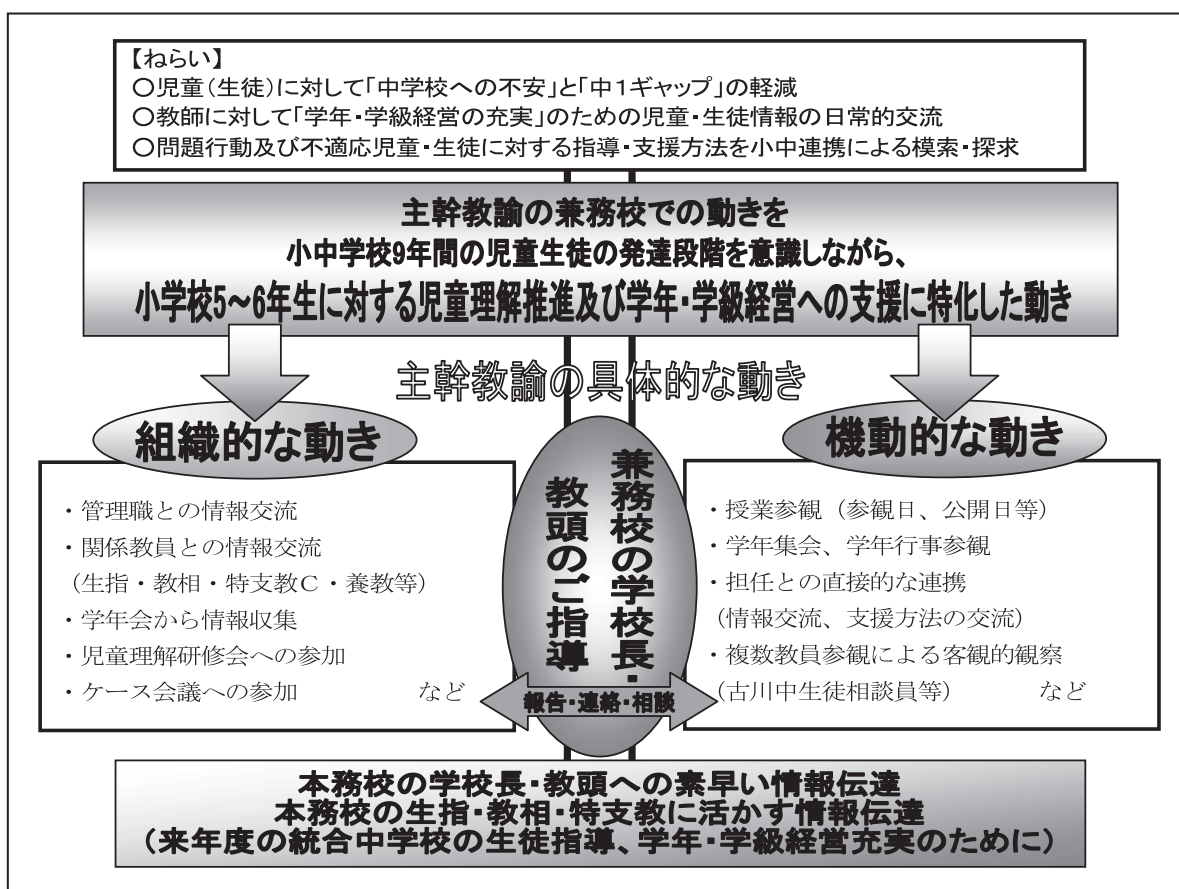 【ねらい】
○児童(生徒)に対して「中学校への不安」と「中1ギャップ」の軽減
○教師に対して「学年・学級経営の充実」のための児童・生徒情報の日常的交流
○問題行動及び不適応児童・生徒に対する指導・支援方法を小中連携による模索・探求
主幹教諭の兼務校での動きを
小中学校9年間の児童生徒の発達段階を意識しながら、
小学校5~6年生に対する児童理解推進及び学年・学級経営への支援に特化した動き
主幹教諭の具体的な動き
組織的な動き
・管理職との情報交流
・関係教員との情報交流
(生指・教相・特支教C・養教等)
・学年会から情報収集
・児童理解研修会への参加
・ケース会議への参加 など
兼務校の学校長・
教頭のご指導
報告・連絡・相談
機動的な動き
・授業参観(参観日、公開日等)
・学年集会、学年行事参観
・担任との直接的な連携
(情報交流、支援方法の交流)
・複数教員参観による客観的観察
(古川中生徒相談員等) など
本務校の学校長・教頭への素早い情報伝達
本務校の生指・教相・特支教に活かす情報伝達
(来年度の統合中学校の生徒指導、学年・学級経営充実のために)